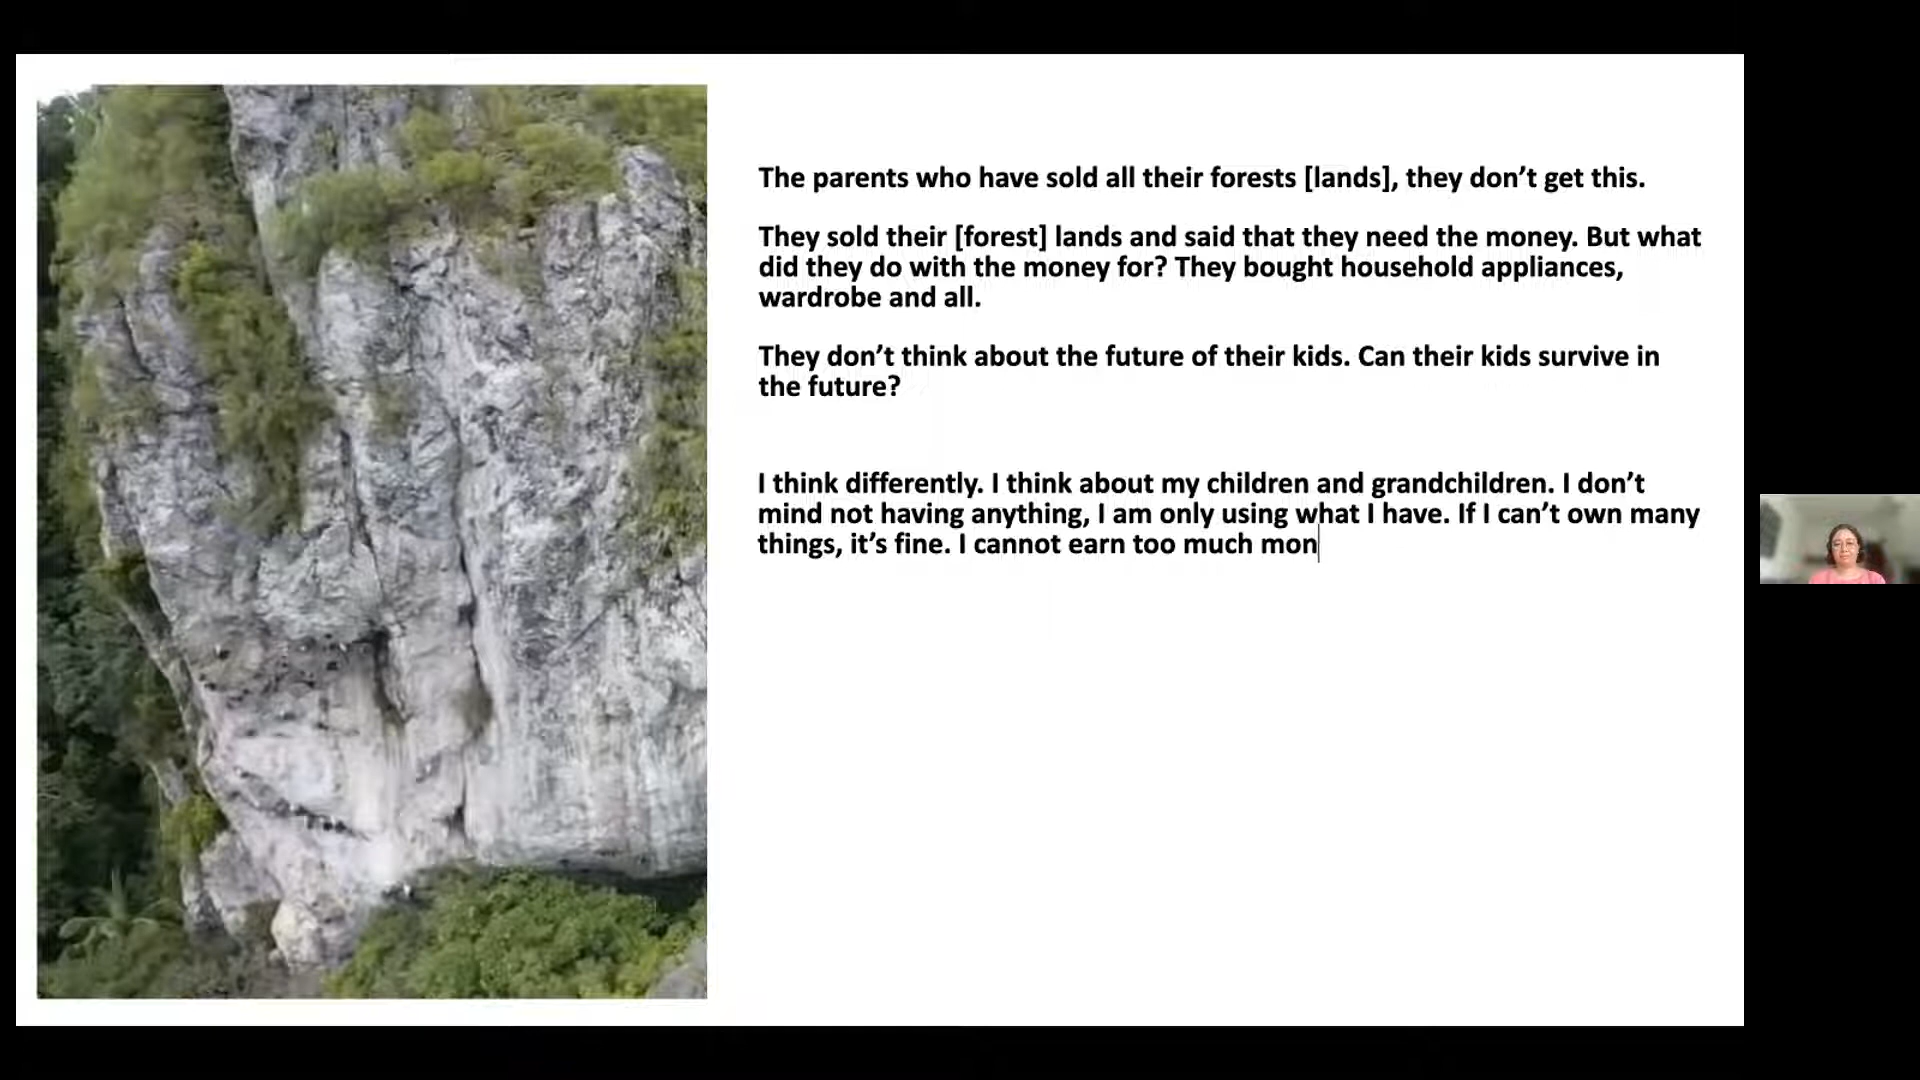 The parents who have sold all their forests [lands], they don’t get this.
They sold their [forest] lands and said that they need the money. But what
did they do with the money for? They bought household appliances,
wardrobe and all.
They don’t think about the future of their kids. Can their kids survive in
the future?
I think differently. I think about my children and grandchildren. I don’t
mind not having anything, I am only using what I have. If I can’t own many
things, it’s fine. I cannot earn too much mon